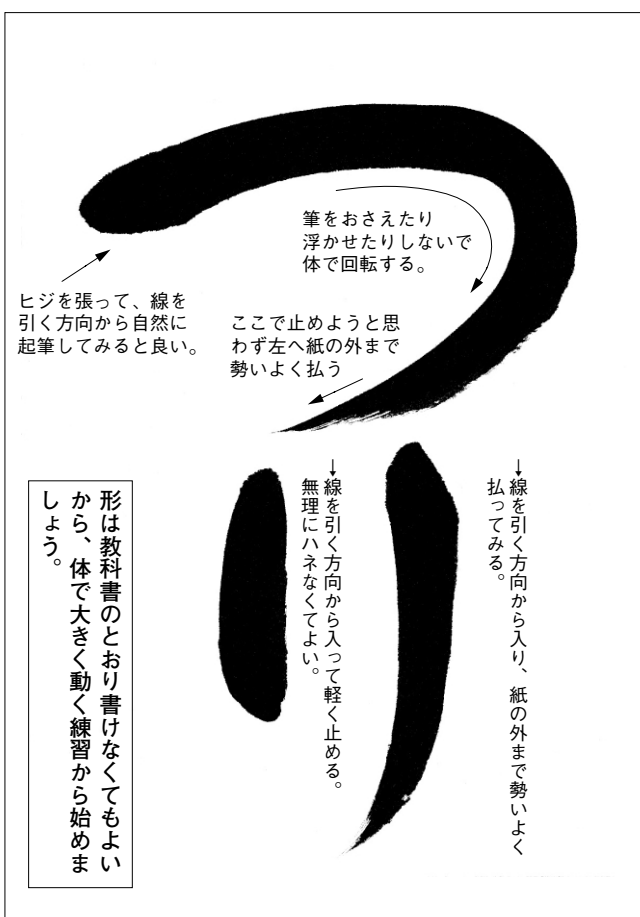 つ
筆をおさえたり
浮かせたりしないで
体で回転する。
ヒジを張って、線を
引く方向から自然に
起筆してみると良い。
ここで止めようと思
わず左へ紙の外まで
勢いよく払う
り
→線を引く方向から入り、紙の外まで勢いよく
払ってみる。
→線を引く方向から入って軽く止める。
無理にハネなくてよい。
形は教科書のとおり書けなくてもよい
から、体で大きく動く練習から始めま
しょう。